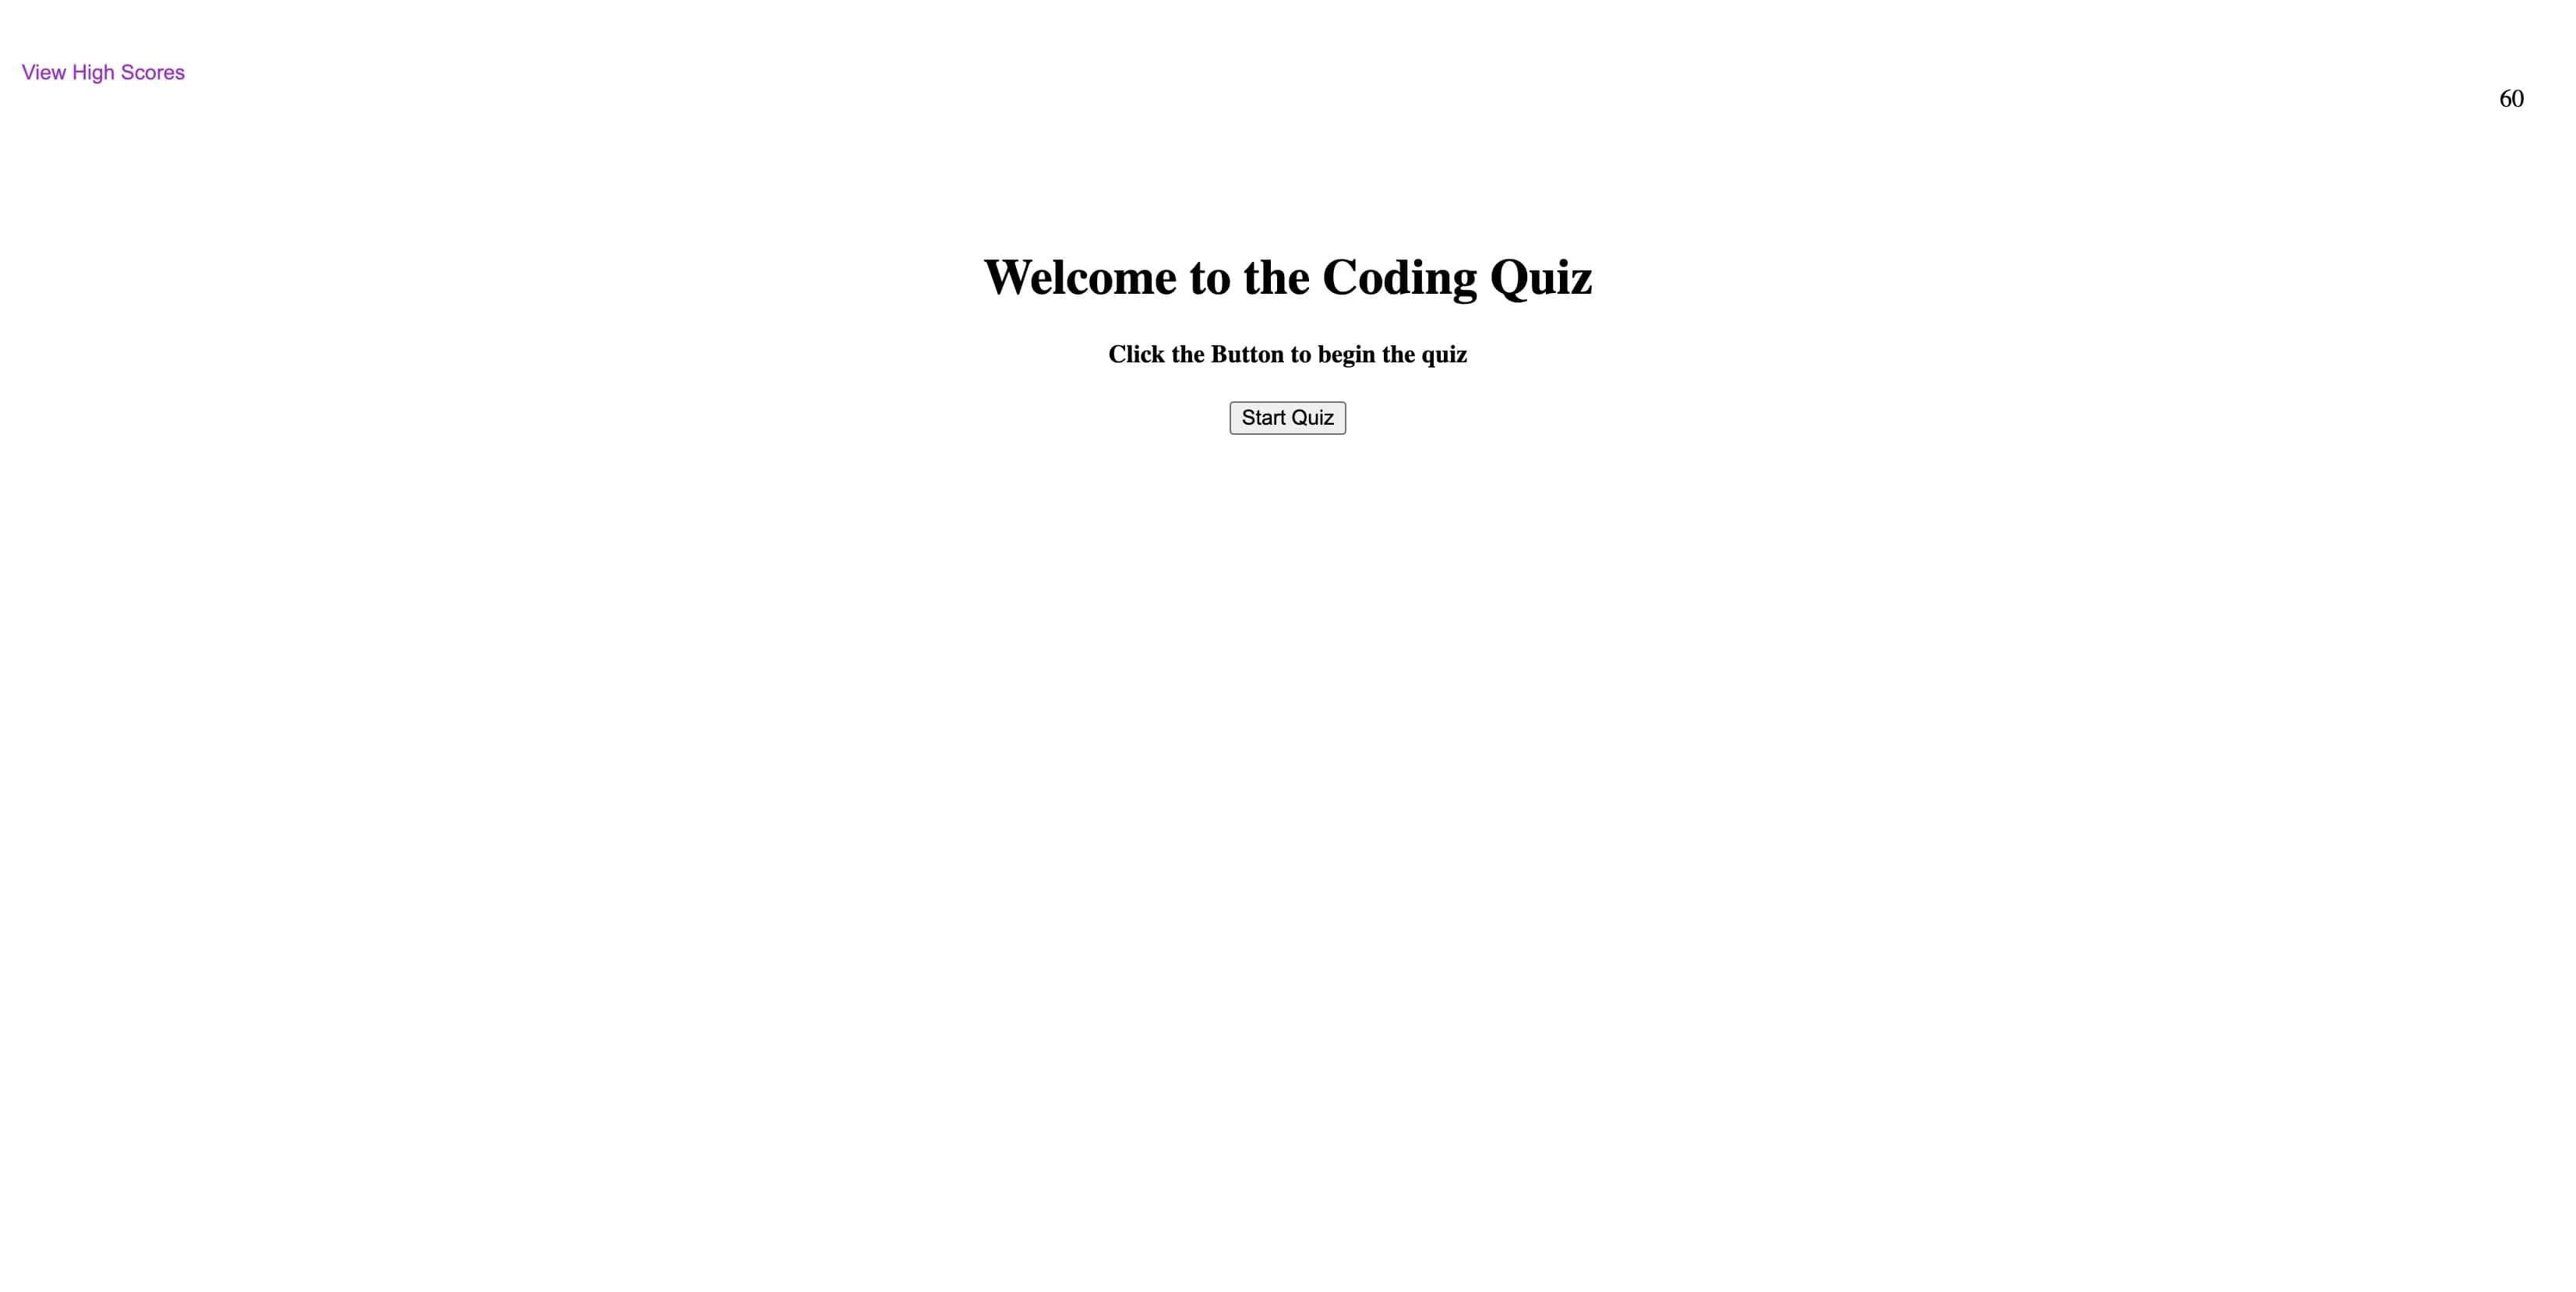 View High Scores
60
Welcome to the Coding Quiz
Click the Button to begin the quiz
Start Quiz